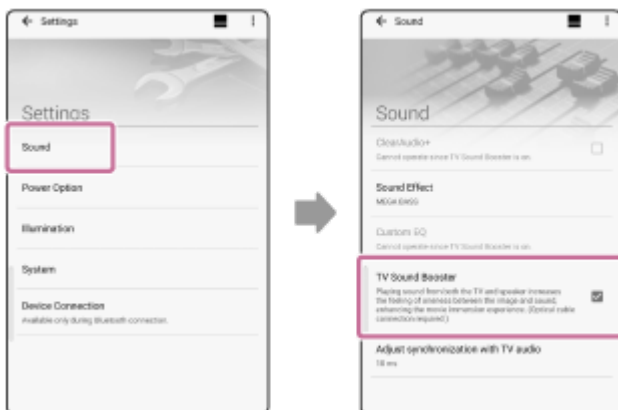 Settings
Settings
Sound
Power Option
Illumination
System
Device Connection
Available only during Bluetooth connection.
Sound
Sound
ClearAudio+
Cannot operate since TV Sound Booster is on.
Sound Effect
MEGA BASS
Custom EQ
Cannot operate since TV Sound Booster is on.
TV Sound Booster
Playing sound from both the TV and speaker increases
the feeling of oneness between the image and sound,
enhancing the movie immersion experience. (Optical cable
connection required.)
Adjust synchronization with TV audio
10 ms